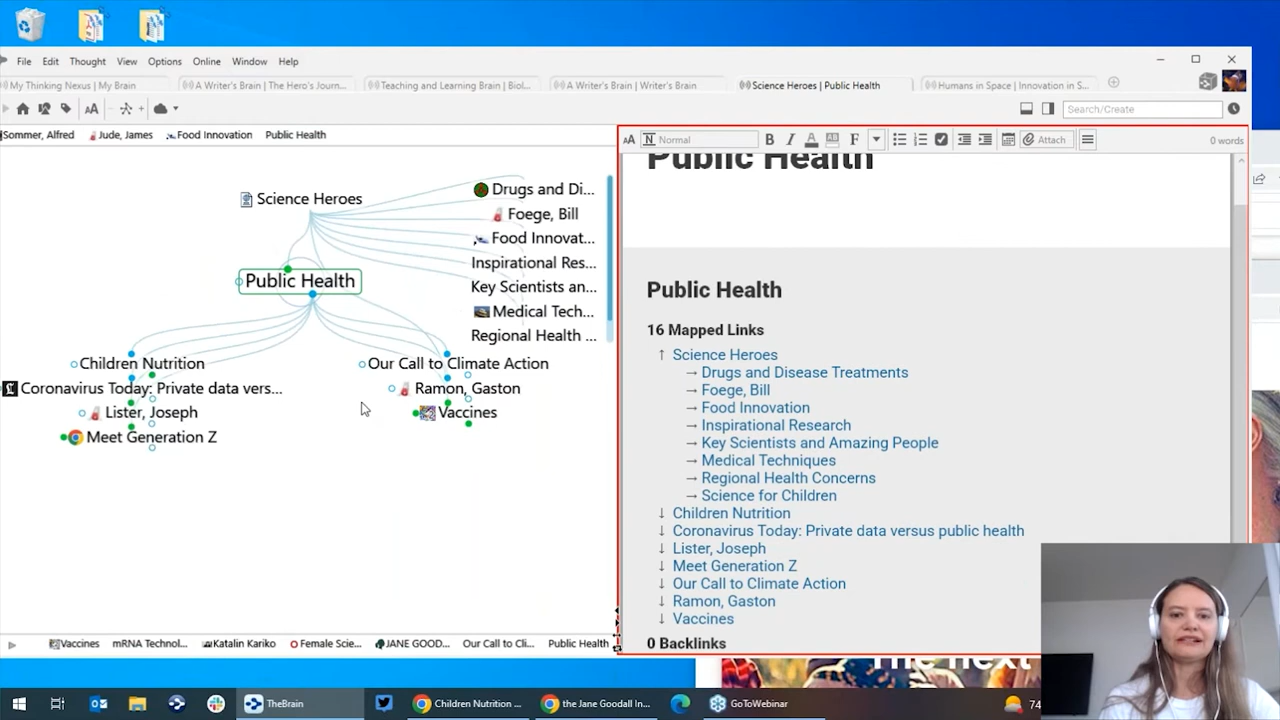 File Edit Thought View Options Online Window Help
My Thinking Nexus | My Brain
A Writer's Brain | The Hero's Journ...
Teaching and Learning Brain | Biol...
A Writer's Brain | Writer's Brain
Science Heroes | Public Health
Humans in Space | Innovation in S...
AA
Search/Create
Sommer, Alfred Jude, James Food Innovation Public Health
AA N Normal B I A AB F Attach 0 words
Public Health
Science Heroes
Drugs and Di...
Foege, Bill
Food Innovat...
Inspirational Res...
Key Scientists an...
Medical Tech...
Regional Health ...
Public Health
Children Nutrition
Coronavirus Today: Private data vers...
Lister, Joseph
Meet Generation Z
Our Call to Climate Action
Ramon, Gaston
Vaccines
Public Health
16 Mapped Links
↑ Science Heroes
→ Drugs and Disease Treatments
→ Foege, Bill
→ Food Innovation
→ Inspirational Research
→ Key Scientists and Amazing People
→ Medical Techniques
→ Regional Health Concerns
→ Science for Children
↓ Children Nutrition
↓ Coronavirus Today: Private data versus public health
↓ Lister, Joseph
↓ Meet Generation Z
↓ Our Call to Climate Action
↓ Ramon, Gaston
↓ Vaccines
0 Backlinks
Vaccines mRNA Technol... Katalin Kariko Female Scie... JANE GOOD... Our Call to Cli... Public Health
The next
TheBrain Children Nutrition ... the Jane Goodall In... GoToWebinar 74